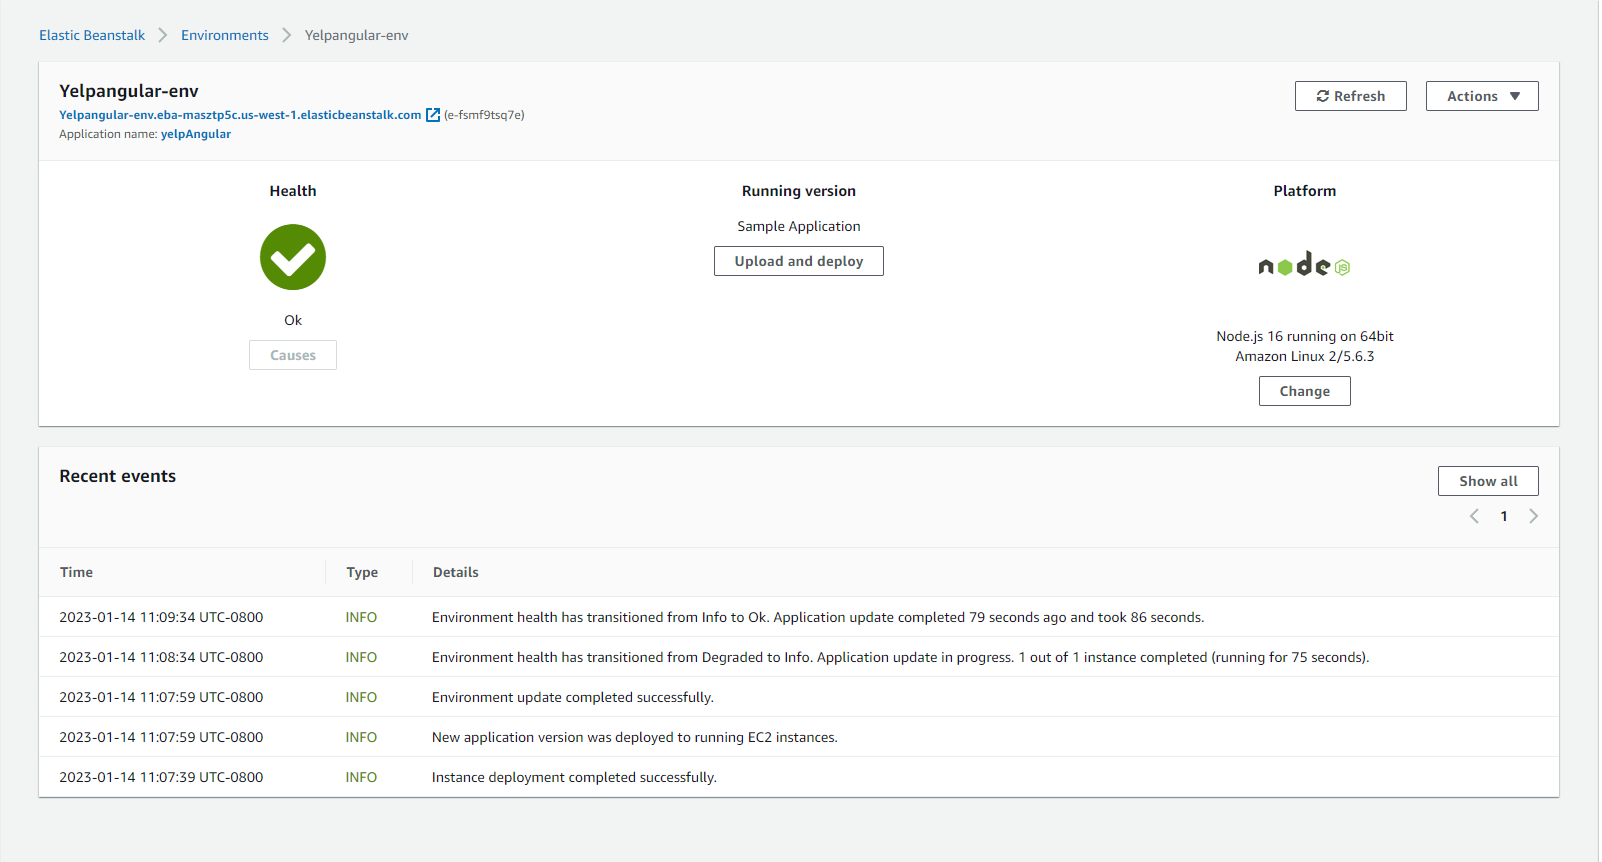 Elastic Beanstalk > Environments > Yelpangular-env
Yelpangular-env
Yelpangular-env.eba-masztp5c.us-west-1.elasticbeanstalk.com (e-fsmf9tsq7e)
Application name: yelpAngular
Refresh
Actions
Health
Ok
Causes
Running version
Sample Application
Upload and deploy
Platform
node JS
Node.js 16 running on 64bit
Amazon Linux 2/5.6.3
Change
Recent events
Show all
1
Time Type Details
2023-01-14 11:09:34 UTC-0800 INFO Environment health has transitioned from Info to Ok. Application update completed 79 seconds ago and took 86 seconds.
2023-01-14 11:08:34 UTC-0800 INFO Environment health has transitioned from Degraded to Info. Application update in progress. 1 out of 1 instance completed (running for 75 seconds).
2023-01-14 11:07:59 UTC-0800 INFO Environment update completed successfully.
2023-01-14 11:07:59 UTC-0800 INFO New application version was deployed to running EC2 instances.
2023-01-14 11:07:39 UTC-0800 INFO Instance deployment completed successfully.